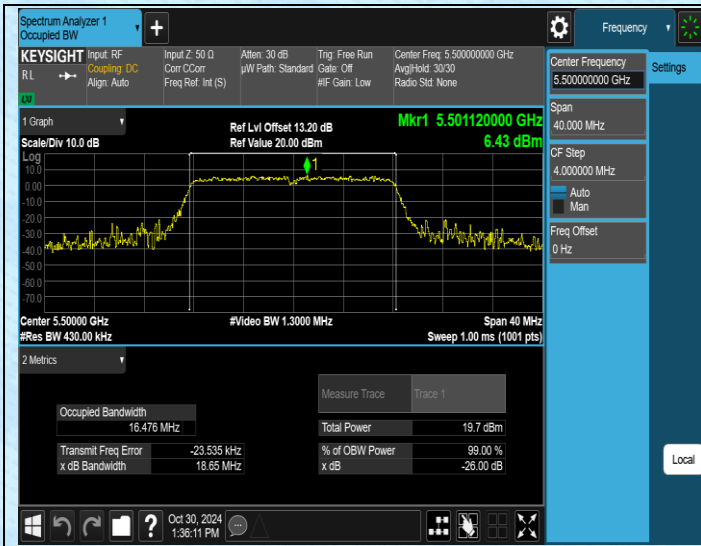 Spectrum Analyzer 1
Occupied BW
+
Frequency
KEYSIGHT
RL
LXI
Input: RF
Coupling: DC
Align: Auto
Input Z: 50 Ω
Corr CCorr
Freq Ref: Int (S)
Atten: 30 dB
µW Path: Standard
Trig: Free Run
Gate: Off
#IF Gain: Low
Center Freq: 5.500000000 GHz
Avg|Hold: 30/30
Radio Std: None
Center Frequency
5.500000000 GHz
Settings
Span
40.000 MHz
CF Step
4.000000 MHz
Auto
Man
Freq Offset
0 Hz
1 Graph
Scale/Div 10.0 dB
Ref Lvl Offset 13.20 dB
Ref Value 20.00 dBm
Mkr1 5.501120000 GHz
6.43 dBm
Log
10.0
0.00
-10.0
-20.0
-30.0
-40.0
-50.0
-60.0
-70.0
1
Center 5.50000 GHz
#Res BW 430.00 kHz
#Video BW 1.3000 MHz
Span 40 MHz
Sweep 1.00 ms (1001 pts)
2 Metrics
Measure Trace Trace 1
Occupied Bandwidth
16.476 MHz
Total Power 19.7 dBm
Transmit Freq Error -23.535 kHz
% of OBW Power 99.00 %
x dB Bandwidth 18.65 MHz
x dB -26.00 dB
Local
?
Oct 30, 2024
1:36:11 PM